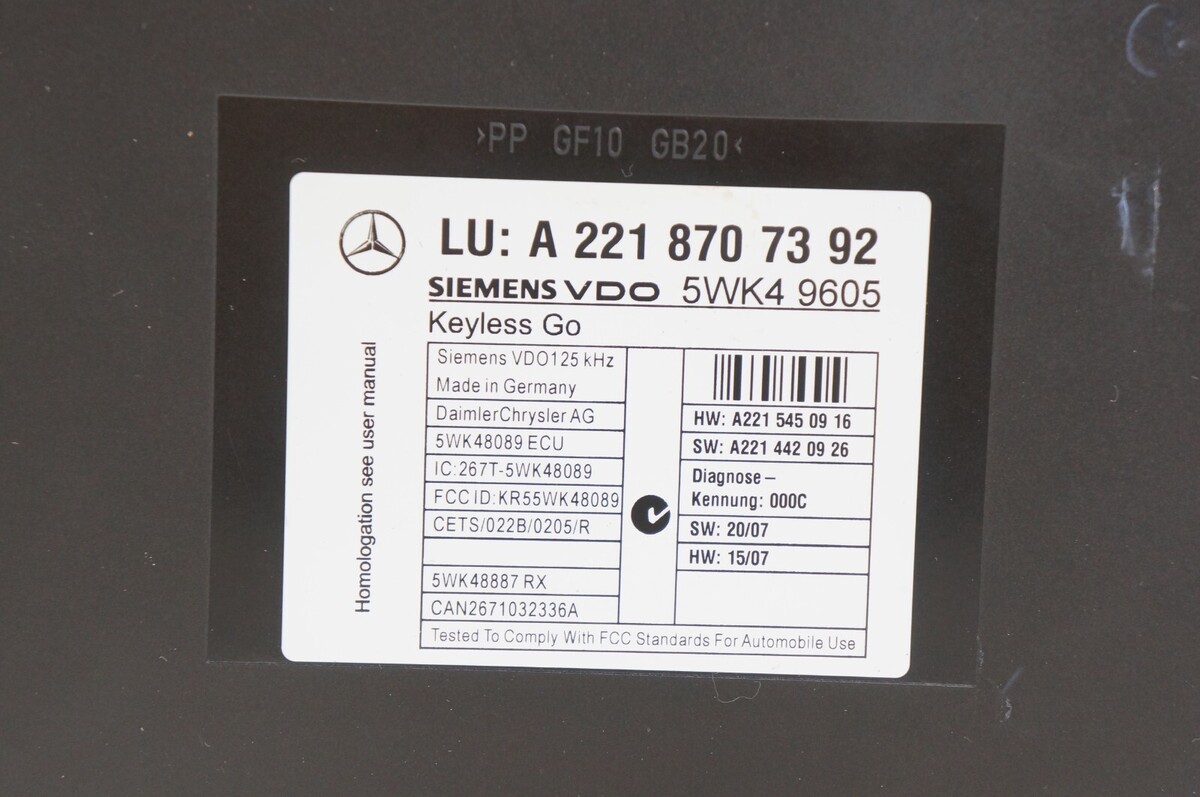 >PP GF10 GB20<
LU: A 221 870 73 92
SIEMENS VDO 5WK4 9605
Keyless Go
Homologation see user manual
Siemens VDO125 kHz
Made in Germany
DaimlerChrysler AG
5WK48089 ECU
IC:267T-5WK48089
FCC ID:KR55WK48089
CETS/022B/0205/R
5WK48887 RX
CAN2671032336A
HW: A221 545 09 16
SW: A221 442 09 26
Diagnose –
Kennung: 000C
SW: 20/07
HW: 15/07
Tested To Comply With FCC Standards For Automobile Use